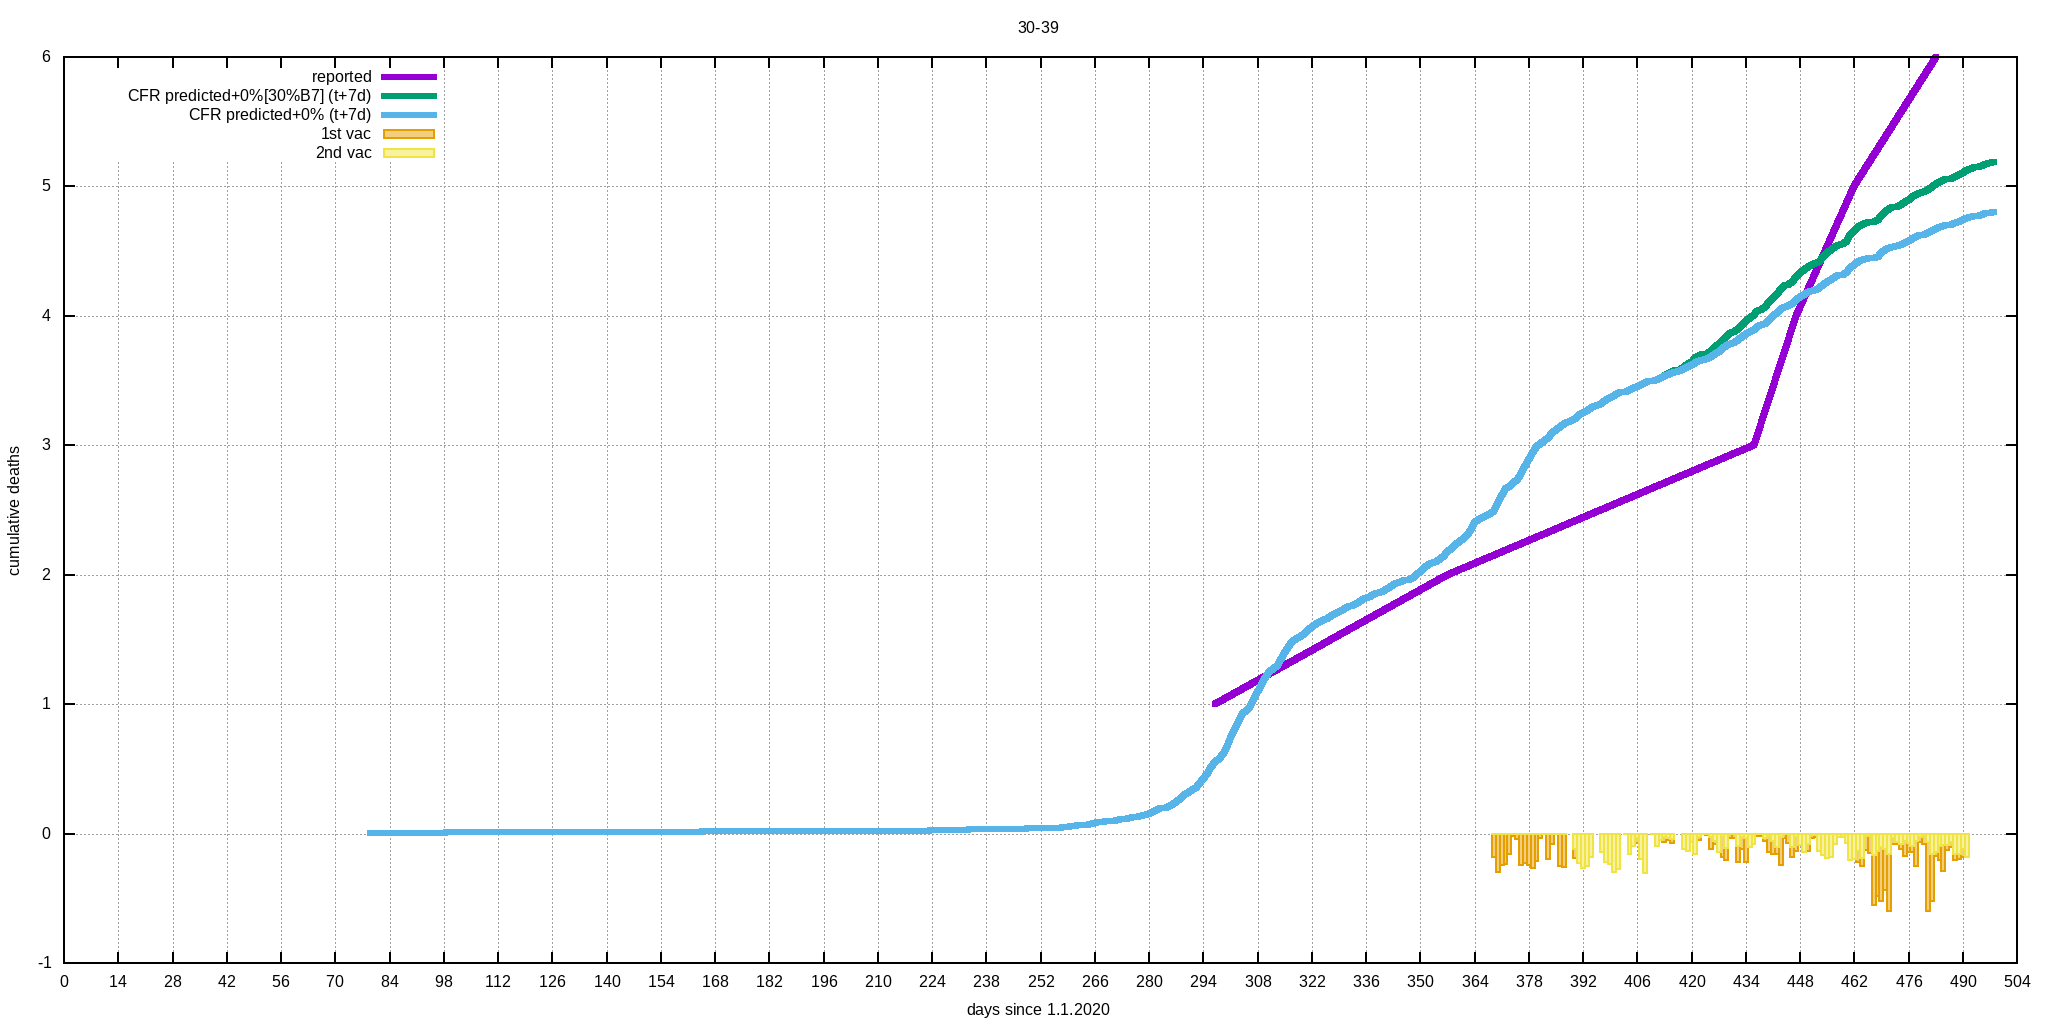 30-39
reported
CFR predicted+0%[30%B7] (t+7d)
CFR predicted+0% (t+7d)
1st vac
2nd vac
6
5
4
3
2
1
0
-1
cumulative deaths
0 14 28 42 56 70 84 98 112 126 140 154 168 182 196 210 224 238 252 266 280 294 308 322 336 350 364 378 392 406 420 434 448 462 476 490 504
days since 1.1.2020